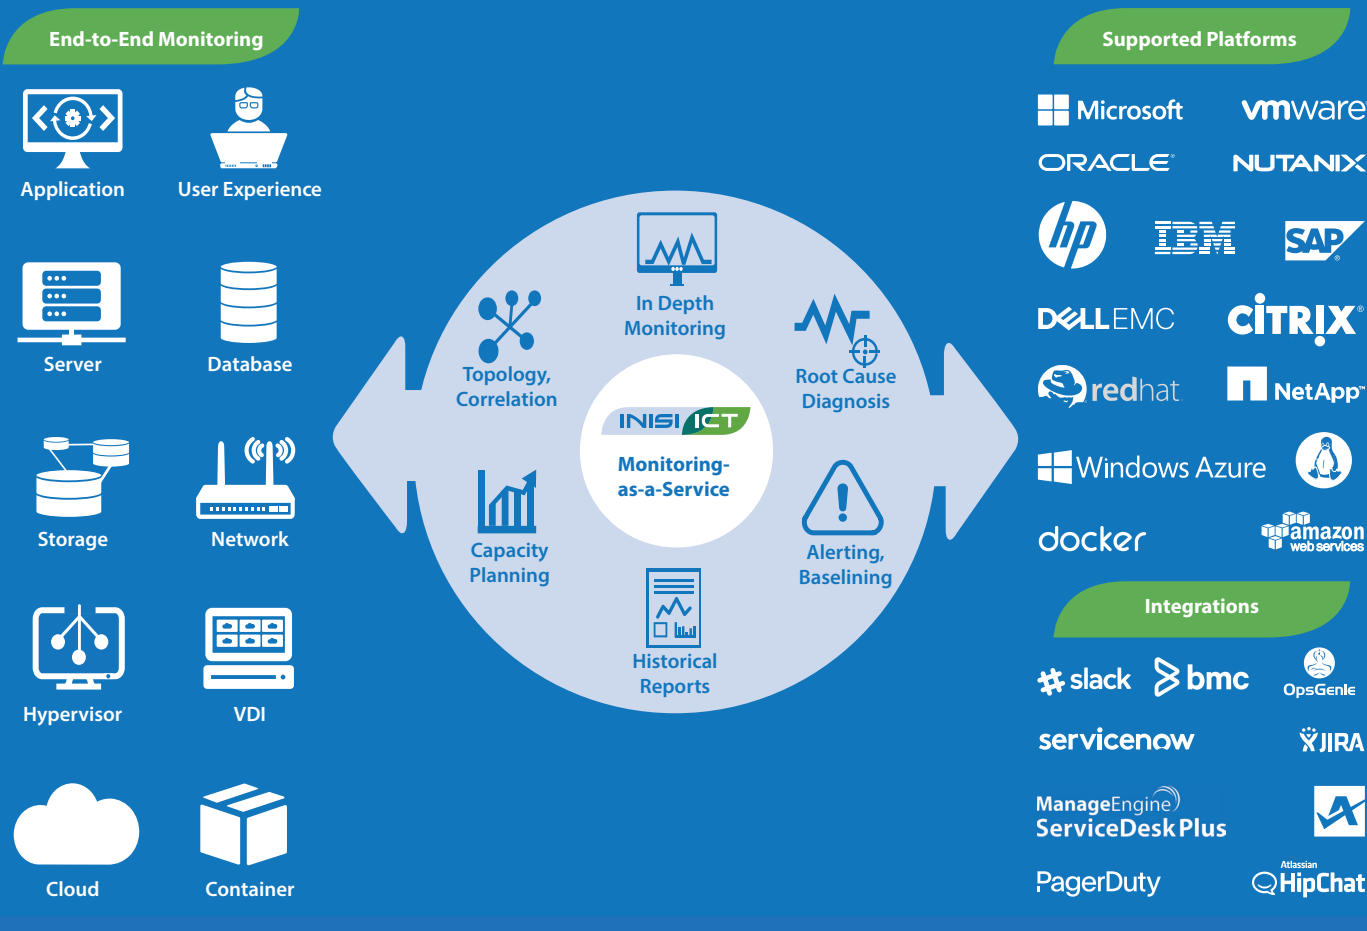 End-to-End Monitoring
Application
User Experience
Server
Database
Storage
Network
Hypervisor
VDI
Cloud
Container
In Depth
Monitoring
Topology,
Correlation
Root Cause
Diagnosis
INISI ICT
Monitoring-
as-a-Service
Capacity
Planning
Alerting,
Baselining
Historical
Reports
Supported Platforms
Microsoft
vmware
ORACLE®
NUTANIX
hp
IBM
SAP®
DELLEMC
CİTRIX®
redhat
NetApp™
Windows Azure
docker
amazon
web services
Integrations
slack
bmc
OpsGenie
servicenow
JIRA
ManageEngine
ServiceDesk Plus
PagerDuty
Atlassian
HipChat